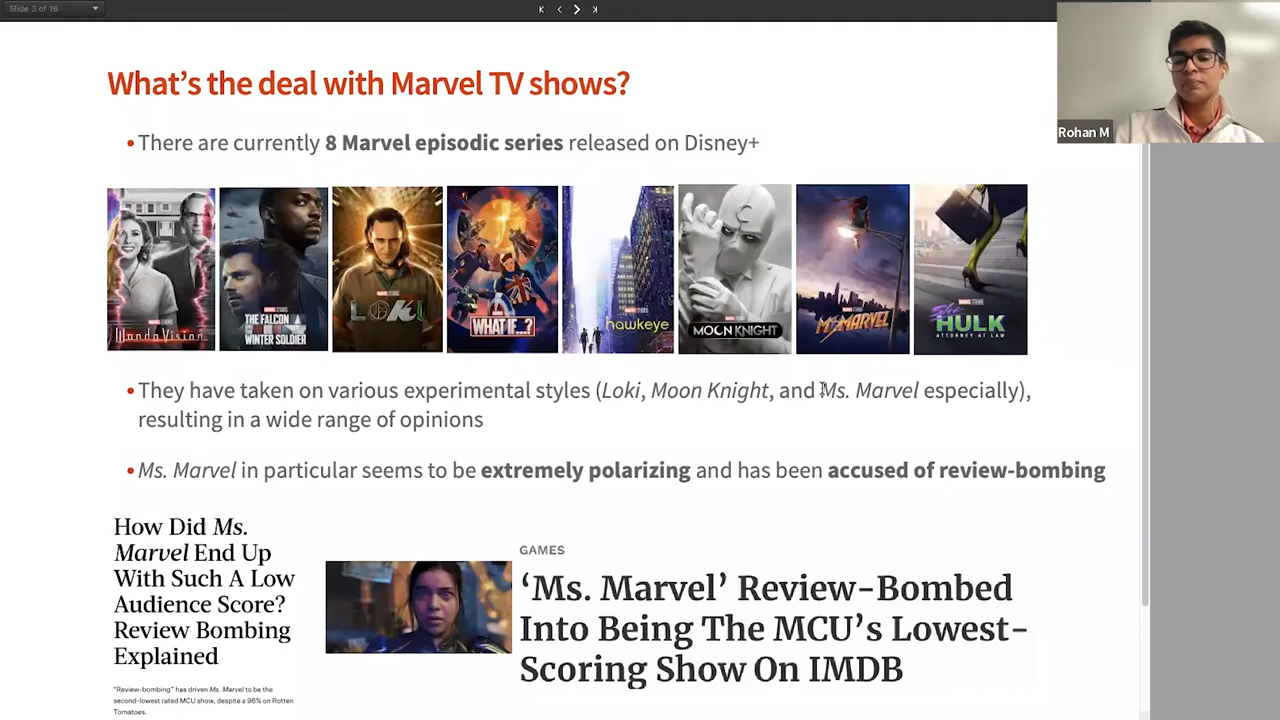 Slide 3 of 16
Rohan M
What's the deal with Marvel TV shows?
•There are currently 8 Marvel episodic series released on Disney+
WandaVision
MARVEL STUDIOS
THE FALCON
WINTER SOLDIER
LOKI
WHAT IF...?
hawkeye
MOON KNIGHT
MS. MARVEL
She
HULK
ATTORNEY AT LAW
•They have taken on various experimental styles (Loki, Moon Knight, and Ms. Marvel especially),
resulting in a wide range of opinions
•Ms. Marvel in particular seems to be extremely polarizing and has been accused of review-bombing
How Did Ms.
Marvel End Up
With Such A Low
Audience Score?
Review Bombing
Explained
"Review-bombing" has driven Ms. Marvel to be the
second-lowest rated MCU show, despite a 96% on Rotten
Tomatoes.
GAMES
‘Ms. Marvel’ Review-Bombed
Into Being The MCU’s Lowest-
Scoring Show On IMDB